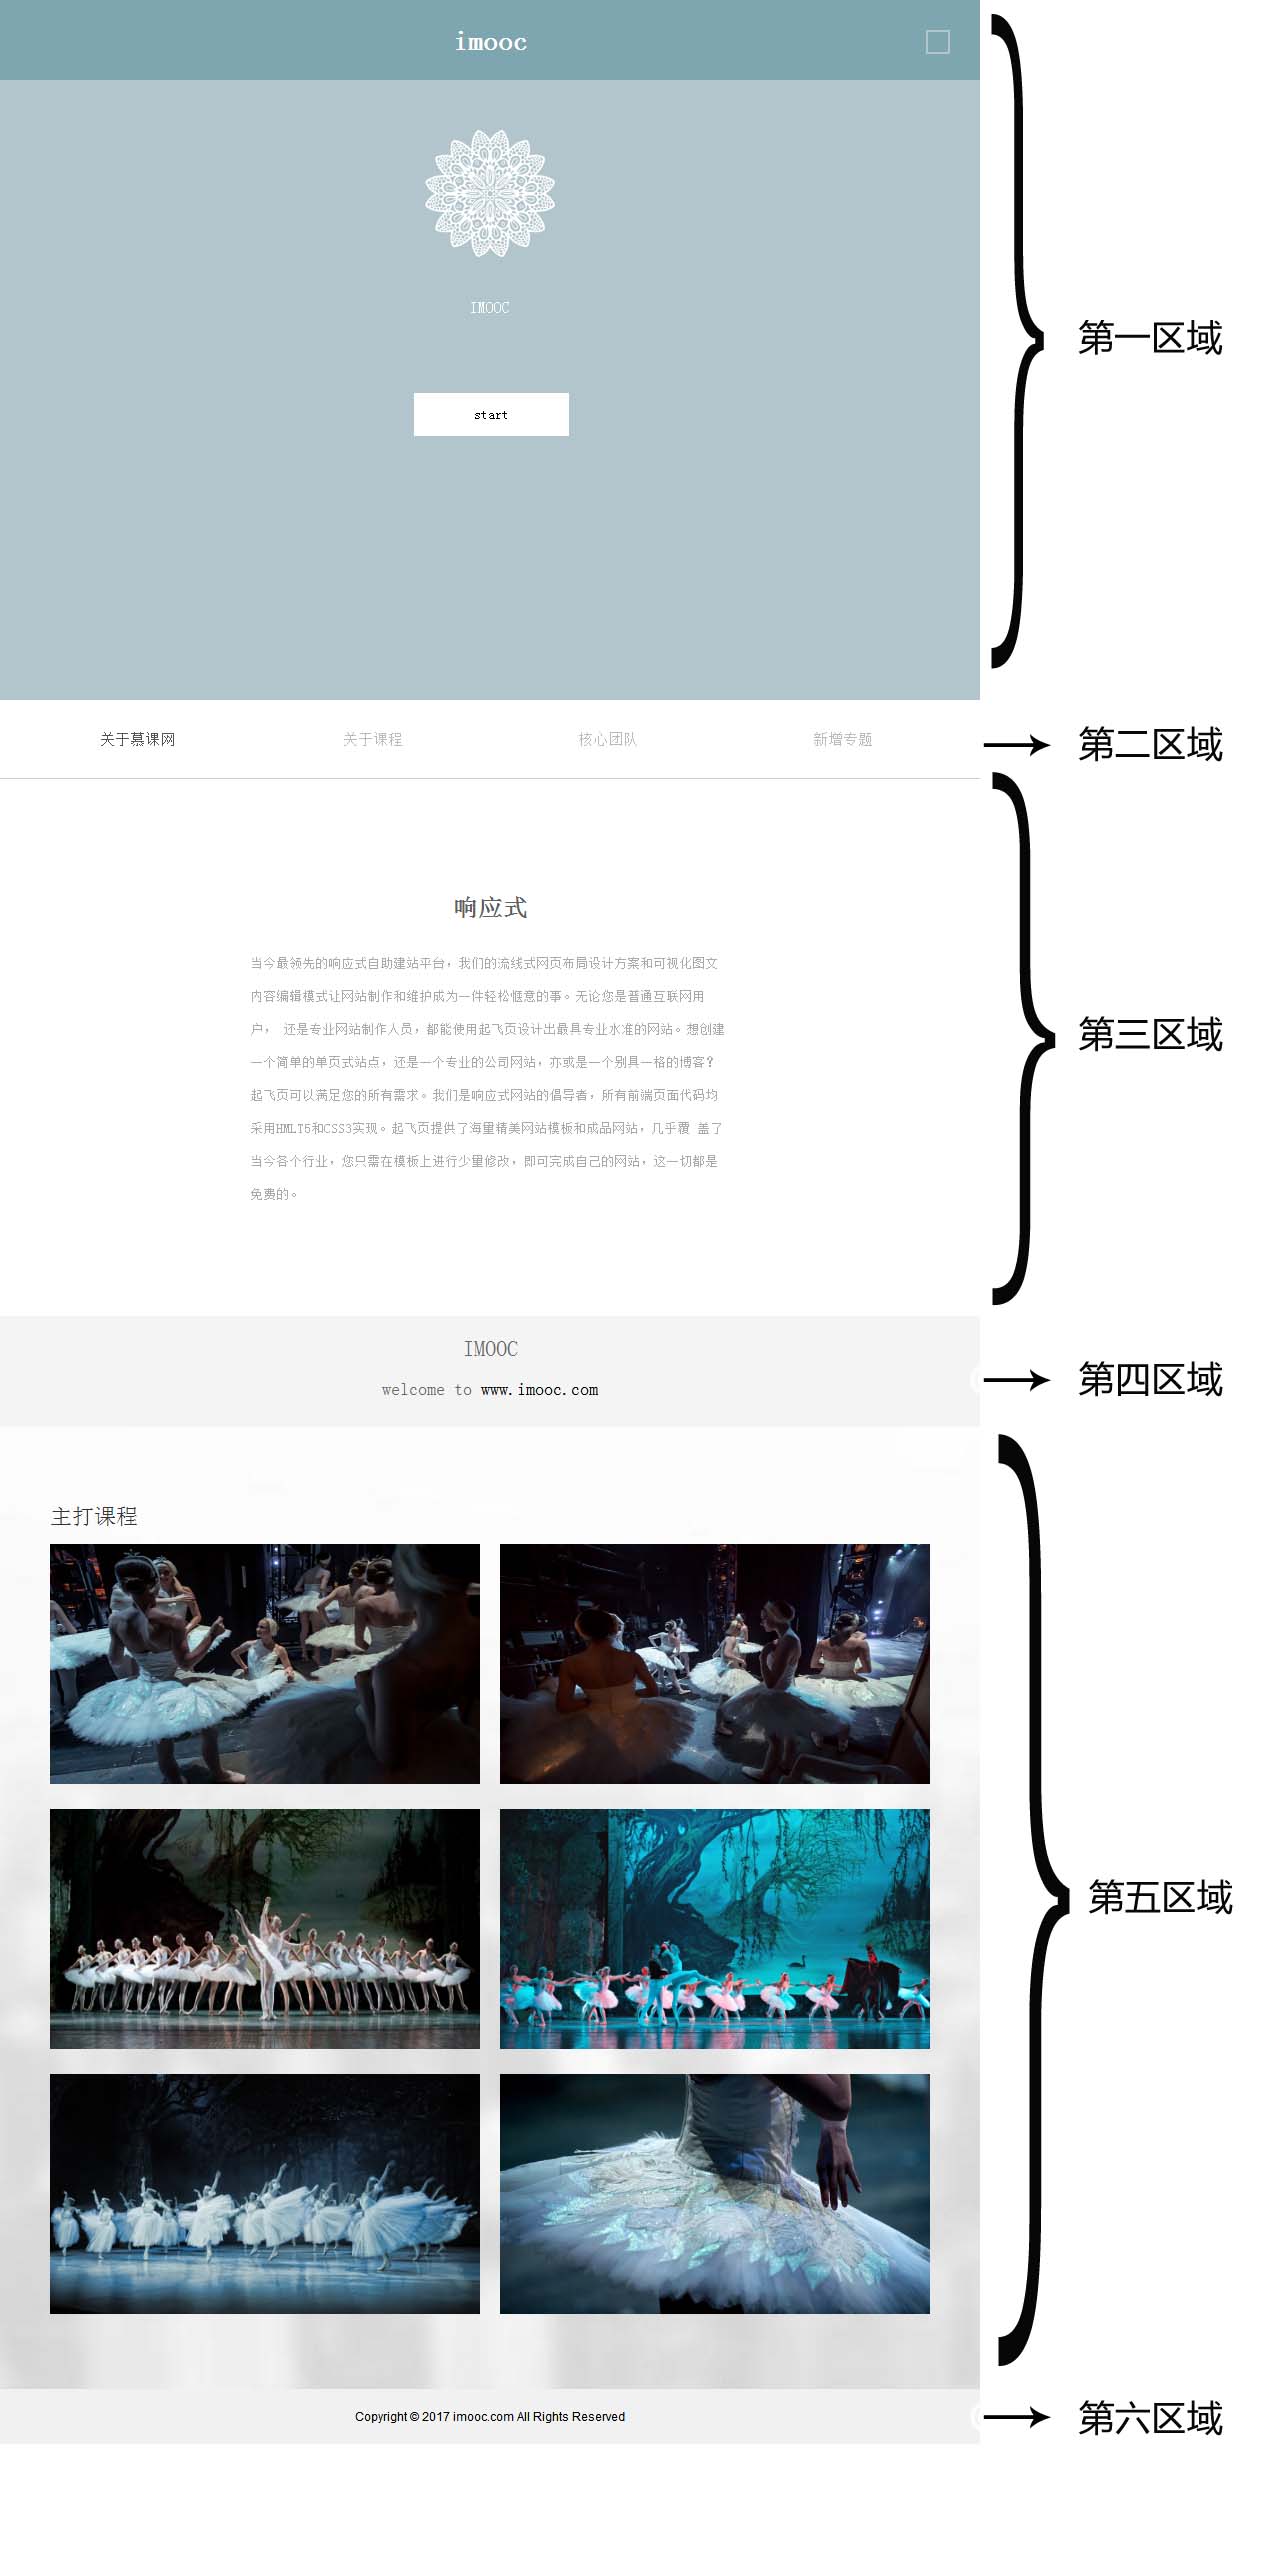 imooc
IMOOC
start
第一区域
关于慕课网 关于课程 核心团队 新增专题
第二区域
响应式
当今最领先的响应式自助建站平台，我们的流线式网页布局设计方案和可视化图文
内容编辑模式让网站制作和维护成为一件轻松惬意的事。无论您是普通互联网用
户， 还是专业网站制作人员，都能使用起飞页设计出最具专业水准的网站。想创建
一个简单的单页式站点，还是一个专业的公司网站，亦或是一个别具一格的博客？
起飞页可以满足您的所有需求。我们是响应式网站的倡导者，所有前端页面代码均
采用HMLT5和CSS3实现。起飞页提供了海量精美网站模板和成品网站，几乎覆 盖了
当今各个行业，您只需在模板上进行少量修改，即可完成自己的网站，这一切都是
免费的。
第三区域
IMOOC
welcome to www.imooc.com
第四区域
主打课程
第五区域
Copyright © 2017 imooc.com All Rights Reserved
第六区域